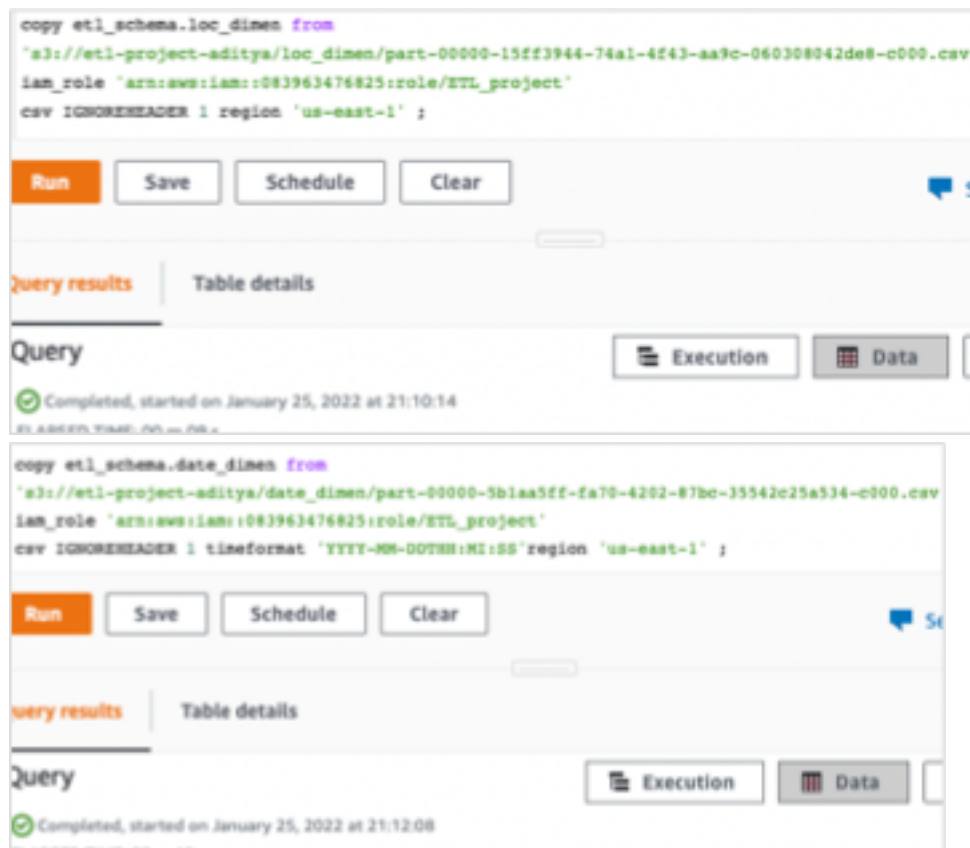 copy etl_schema.loc_dimen from
's3://etl-project-aditya/loc_dimen/part-00000-15ff3944-74a1-4f43-aa9c-060308042de8-c000.csv
iam_role 'arn:aws:iam::083963476825:role/ETL_project'
csv IGNOREHEADER 1 region 'us-east-1' ;
Run Save Schedule Clear
Query results Table details
Query Execution Data
Completed, started on January 25, 2022 at 21:10:14
ELAPSED TIME: 00 m 08 s
copy etl_schema.date_dimen from
's3://etl-project-aditya/date_dimen/part-00000-5b1aa5ff-fa70-4202-87bc-35542c25a534-c000.csv
iam_role 'arn:aws:iam::083963476825:role/ETL_project'
csv IGNOREHEADER 1 timeformat 'YYYY-MM-DDTHH:MI:SS'region 'us-east-1' ;
Run Save Schedule Clear
Se
uery results Table details
Query Execution Data
Completed, started on January 25, 2022 at 21:12:08